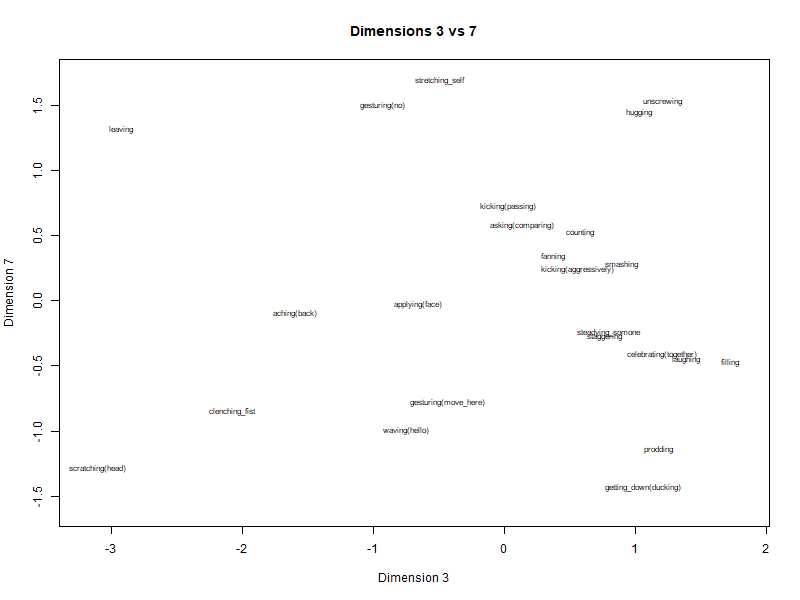 Dimensions 3 vs 7
stretching_self
unscrewing
gesturing(no)
hugging
leaving
kicking(passing)
asking(comparing)
counting
fanning
smashing
kicking(aggressively)
applying(face)
aching(back)
steadying_somone
staggering
celebrating(together)
laughing
filling
gesturing(move_here)
clenching_fist
waving(hello)
prodding
scratching(head)
getting_down(ducking)
1.5
1.0
0.5
0.0
-0.5
-1.0
-1.5
Dimension 7
-3 -2 -1 0 1 2
Dimension 3